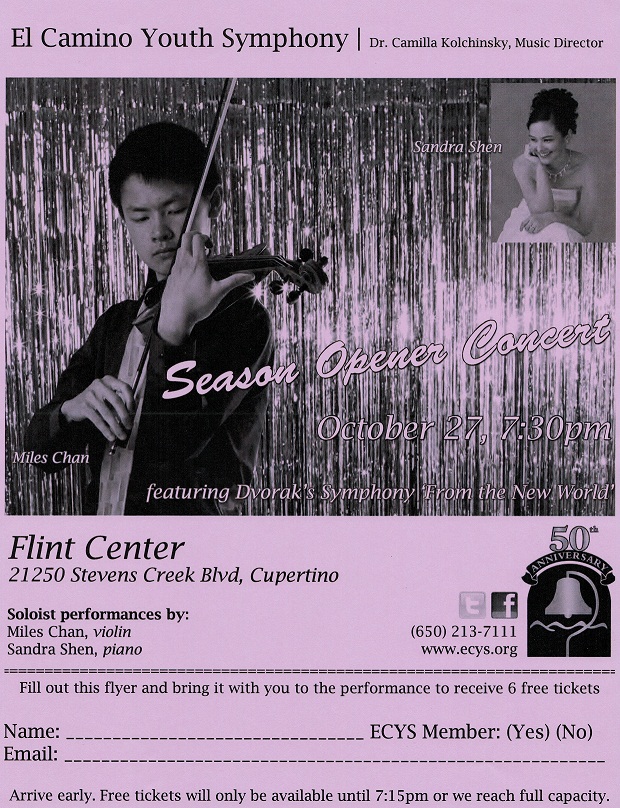 El Camino Youth Symphony | Dr. Camilla Kolchinsky, Music Director
Sandra Shen
Season Opener Concert
October 27, 7:30pm
Miles Chan
featuring Dvorak's Symphony 'From the New World'
Flint Center
21250 Stevens Creek Blvd, Cupertino
50th
ANNIVERSARY
Soloist performances by:
Miles Chan, violin
Sandra Shen, piano
t f
(650) 213-7111
www.ecys.org
Fill out this flyer and bring it with you to the performance to receive 6 free tickets
Name: ______________________________ ECYS Member: (Yes) (No)
Email: ______________________________________________________
Arrive early. Free tickets will only be available until 7:15pm or we reach full capacity.